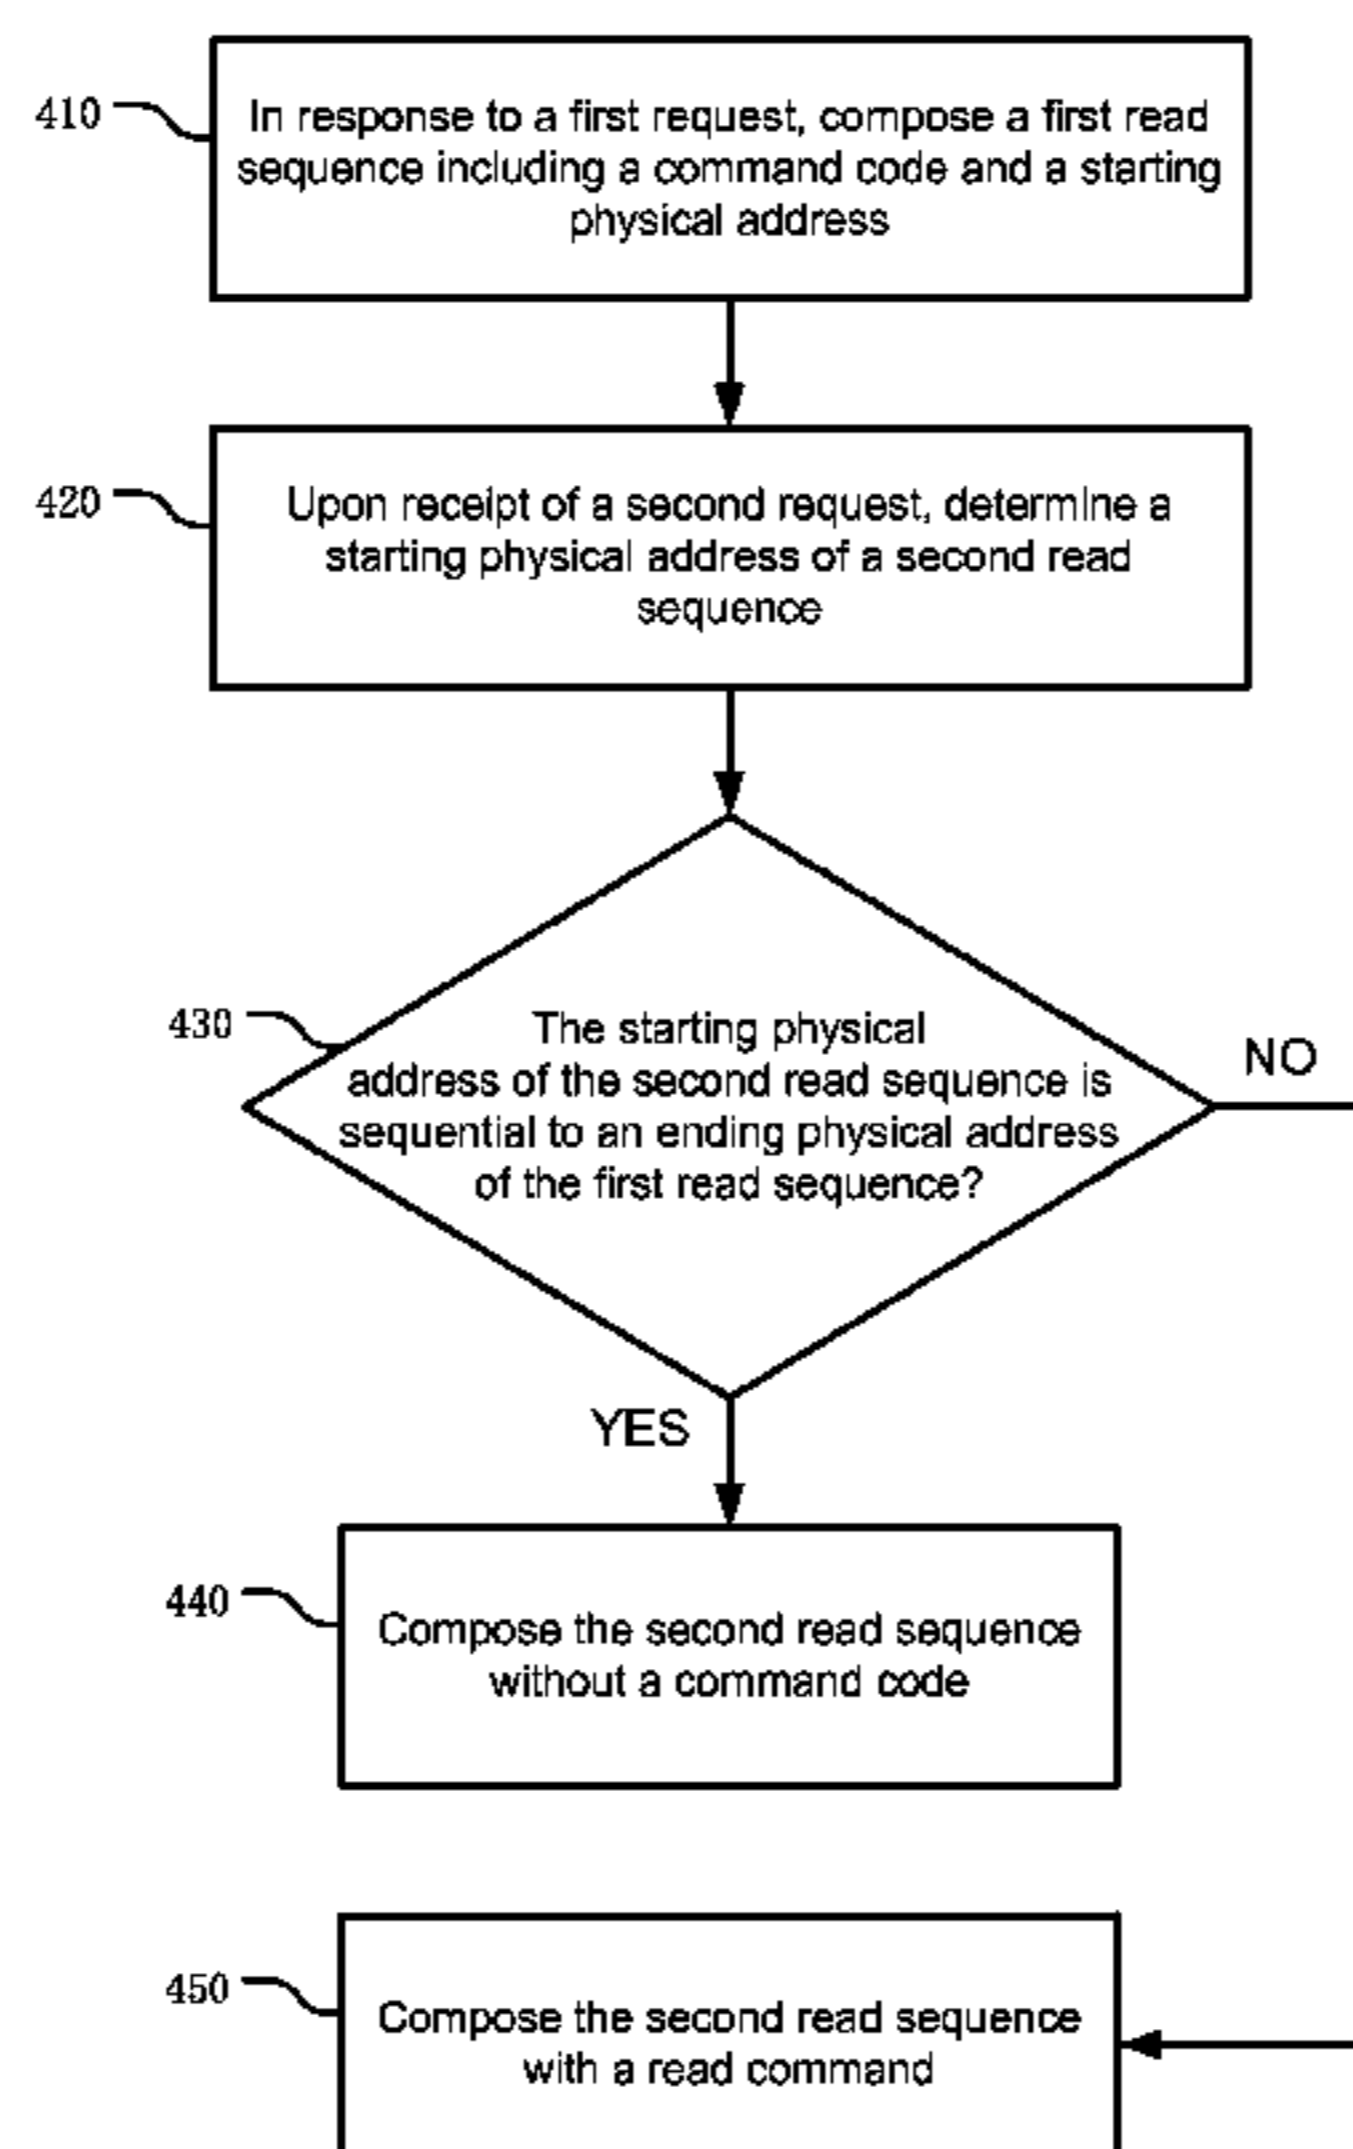 410
In response to a first request, compose a first read
sequence including a command code and a starting
physical address
420
Upon receipt of a second request, determine a
starting physical address of a second read
sequence
430
The starting physical
address of the second read sequence is
sequential to an ending physical address
of the first read sequence?
NO
YES
440
Compose the second read sequence
without a command code
450
Compose the second read sequence
with a read command